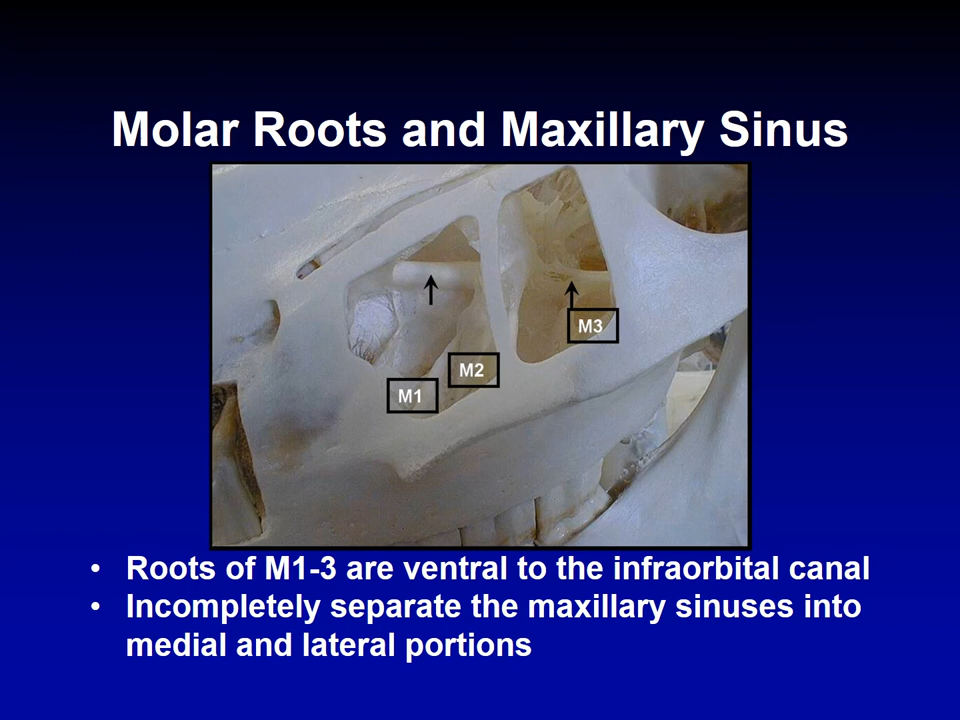 Molar Roots and Maxillary Sinus
M3
M2
M1
• Roots of M1-3 are ventral to the infraorbital canal
• Incompletely separate the maxillary sinuses into
medial and lateral portions